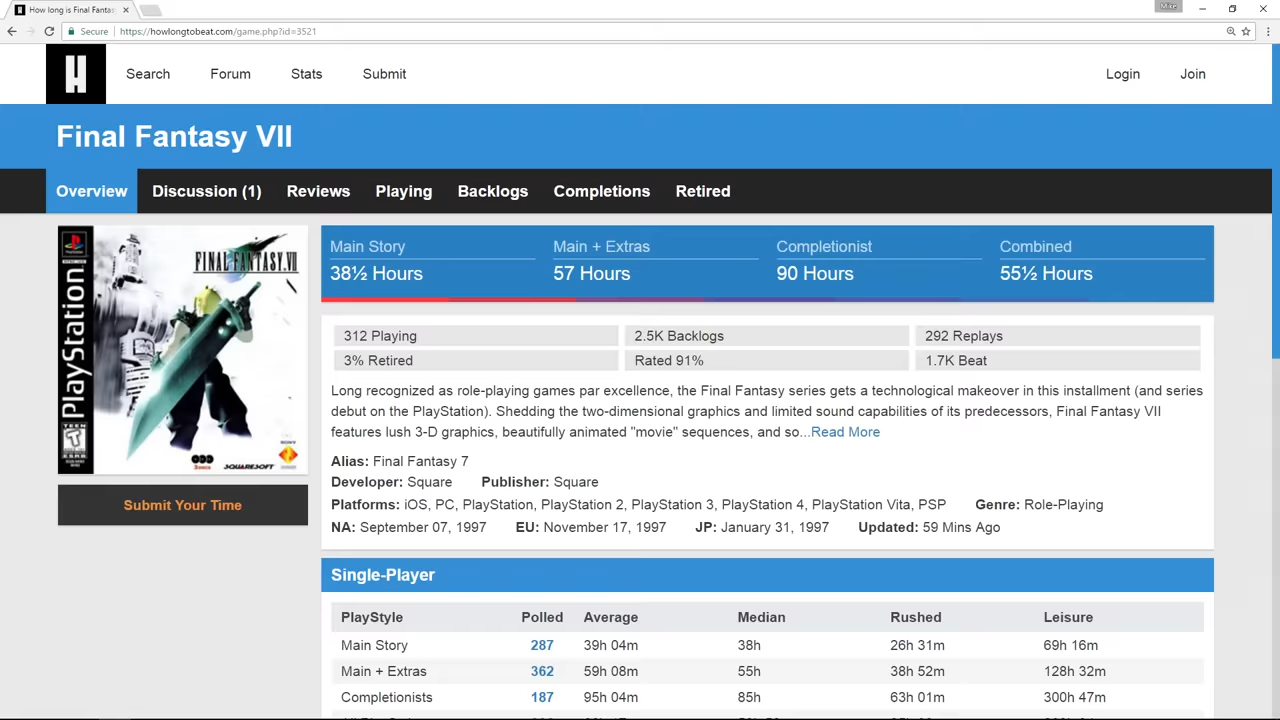 How long is Final Fantas
Mike
Secure https://howlongtobeat.com/game.php?id=3521
H Search Forum Stats Submit Login Join
Final Fantasy VII
Overview Discussion (1) Reviews Playing Backlogs Completions Retired
PlayStation
FINAL FANTASY VII
TEEN
T
SQUARESOFT
SONY
Submit Your Time
Main Story Main + Extras Completionist Combined
38½ Hours 57 Hours 90 Hours 55½ Hours
312 Playing 2.5K Backlogs 292 Replays
3% Retired Rated 91% 1.7K Beat
Long recognized as role-playing games par excellence, the Final Fantasy series gets a technological makeover in this installment (and series
debut on the PlayStation). Shedding the two-dimensional graphics and limited sound capabilities of its predecessors, Final Fantasy VII
features lush 3-D graphics, beautifully animated "movie" sequences, and so...Read More
Alias: Final Fantasy 7
Developer: Square Publisher: Square
Platforms: iOS, PC, PlayStation, PlayStation 2, PlayStation 3, PlayStation 4, PlayStation Vita, PSP Genre: Role-Playing
NA: September 07, 1997 EU: November 17, 1997 JP: January 31, 1997 Updated: 59 Mins Ago
Single-Player
PlayStyle Polled Average Median Rushed Leisure
Main Story 287 39h 04m 38h 26h 31m 69h 16m
Main + Extras 362 59h 08m 55h 38h 52m 128h 32m
Completionists 187 95h 04m 85h 63h 01m 300h 47m